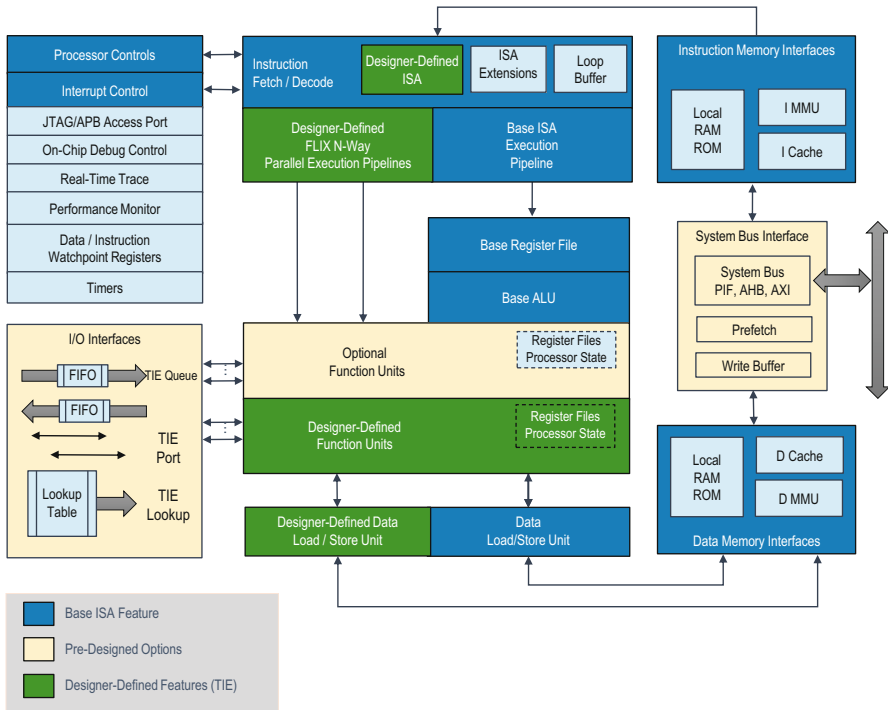 Processor Controls
Interrupt Control
JTAG/APB Access Port
On-Chip Debug Control
Real-Time Trace
Performance Monitor
Data / Instruction
Watchpoint Registers
Timers
Instruction
Fetch / Decode
Designer-Defined
ISA
ISA
Extensions
Loop
Buffer
Designer-Defined
FLIX N-Way
Parallel Execution Pipelines
Base ISA
Execution
Pipeline
Base Register File
Base ALU
Optional
Function Units
Register Files
Processor State
Designer-Defined
Function Units
Register Files
Processor State
Designer-Defined Data
Load / Store Unit
Data
Load/Store Unit
I/O Interfaces
FIFO
TIE Queue
FIFO
TIE
Port
Lookup
Table
TIE
Lookup
Instruction Memory Interfaces
Local
RAM
ROM
I MMU
I Cache
System Bus Interface
System Bus
PIF, AHB, AXI
Prefetch
Write Buffer
Local
RAM
ROM
D Cache
D MMU
Data Memory Interfaces
Base ISA Feature
Pre-Designed Options
Designer-Defined Features (TIE)